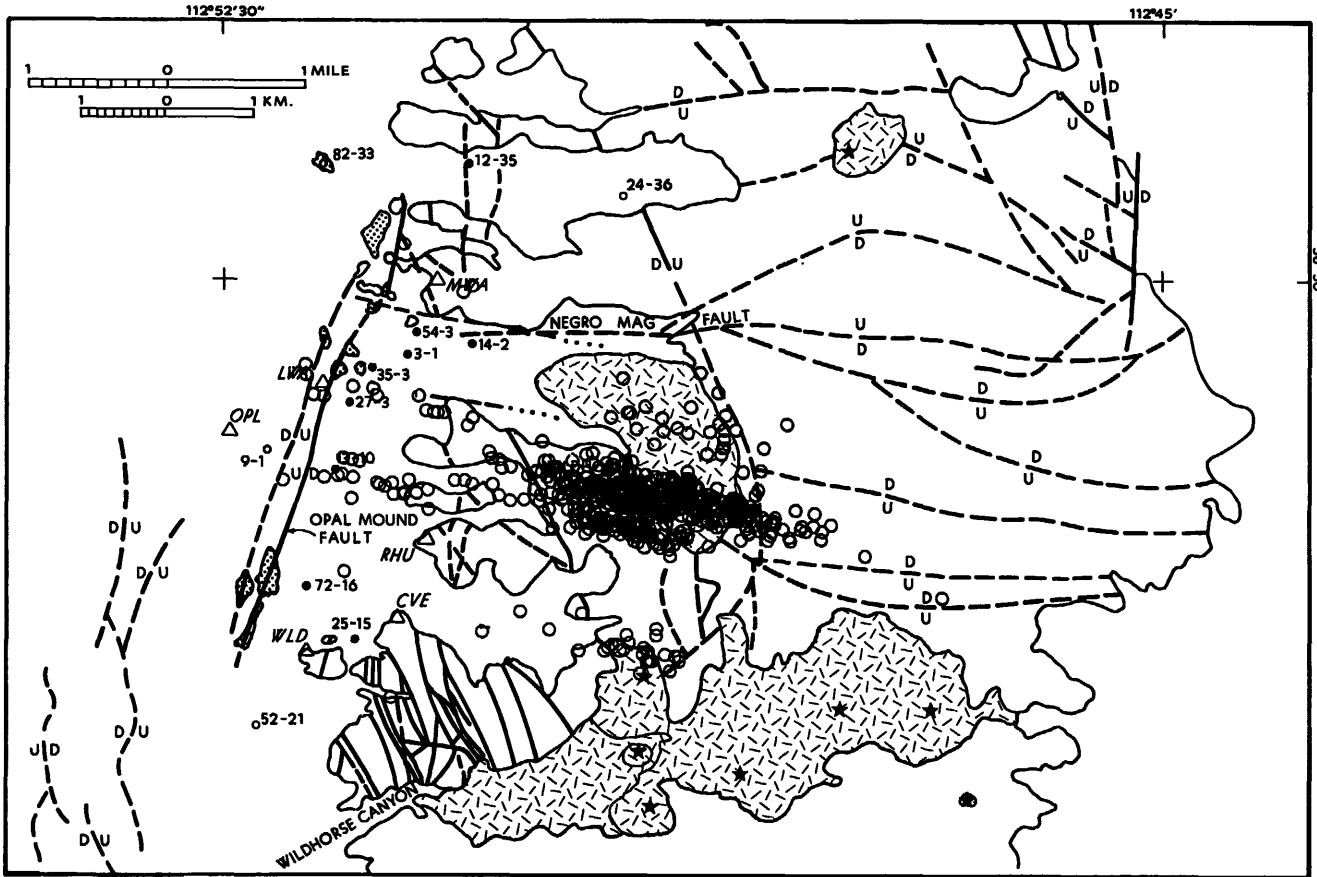 112°52'30"
112°45'
1 0 1 MILE
1 0 1 KM.
D
U
U D
D
U
82-33
12-35
U
D
24-36
U D
U
D
D
U
D U
MWA
NEGRO MAG FAULT
54-3
14-2
3-1
U
D
U
D
35-3
27-3
D
U
OPL
D U
9-1
U D
D
U
D
U
D U
OPAL MOUND
FAULT
RHU
D U
D
U
72-16
D
U
CVE
25-15
WLD
52-21
D U
U D
WILDHORSE CANYON
D U